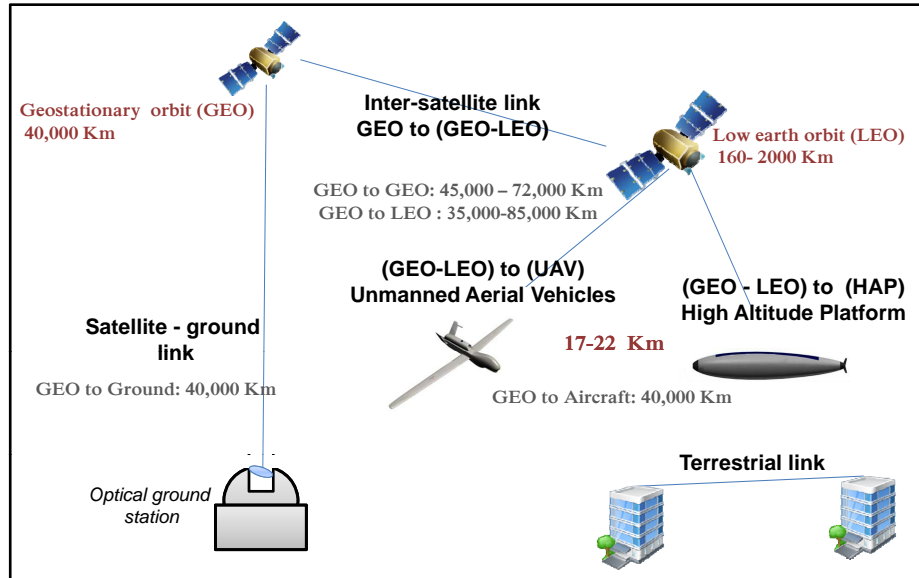 Geostationary orbit (GEO)
40,000 Km
Inter-satellite link
GEO to (GEO-LEO)
Low earth orbit (LEO)
160- 2000 Km
GEO to GEO: 45,000 – 72,000 Km
GEO to LEO : 35,000-85,000 Km
(GEO-LEO) to (UAV)
Unmanned Aerial Vehicles
(GEO - LEO) to (HAP)
High Altitude Platform
Satellite - ground
link
17-22 Km
GEO to Ground: 40,000 Km
GEO to Aircraft: 40,000 Km
Terrestrial link
Optical ground
station